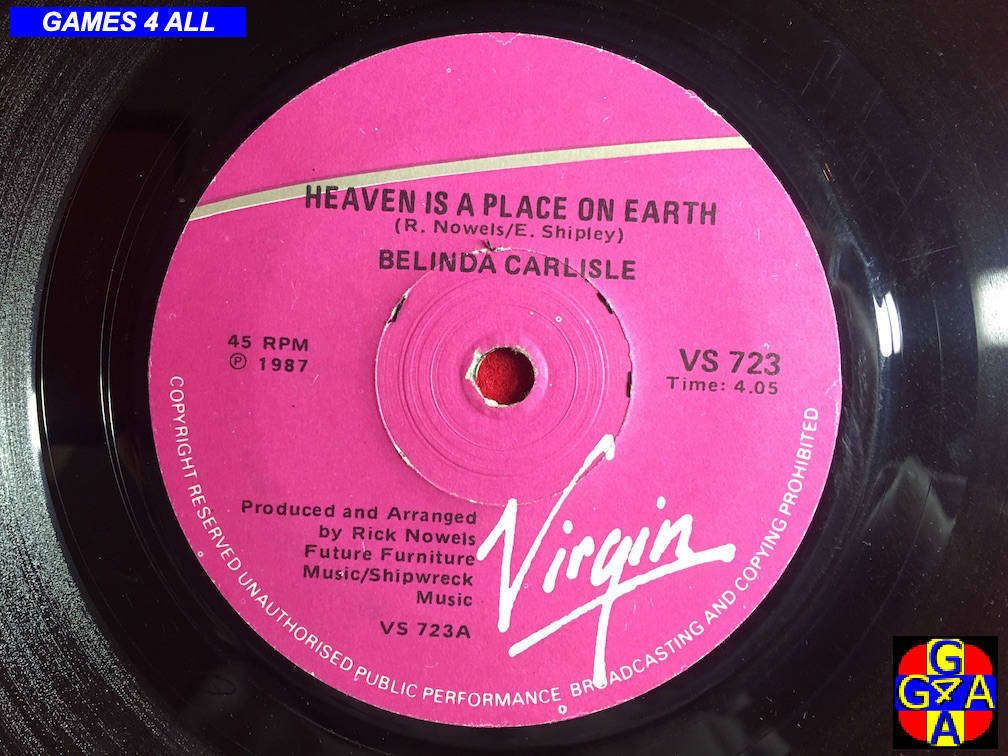 GAMES 4 ALL
HEAVEN IS A PLACE ON EARTH
(R. Nowels/E. Shipley)
BELINDA CARLISLE
45 RPM
℗ 1987
VS 723
Time: 4.05
Produced and Arranged
by Rick Nowels
Future Furniture
Music/Shipwreck
Music
VS 723A
Virgin
COPYRIGHT RESERVED UNAUTHORISED PUBLIC PERFORMANCE BROADCASTING AND COPYING PROHIBITED
G
G4A
A